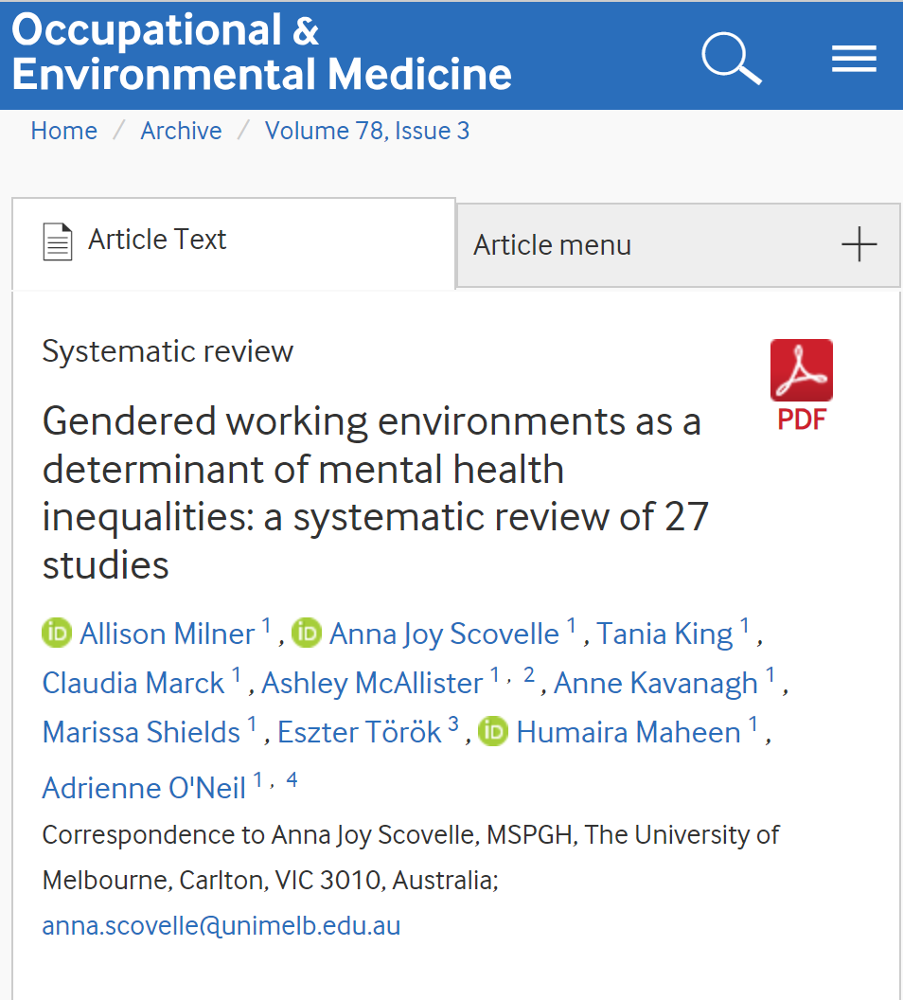 Occupational &
Environmental Medicine
Home / Archive / Volume 78, Issue 3
Article Text
Article menu
Systematic review
PDF
Gendered working environments as a
determinant of mental health
inequalities: a systematic review of 27
studies
iD Allison Milner 1 , iD Anna Joy Scovelle 1 , Tania King 1 ,
Claudia Marck 1 , Ashley McAllister 1 , 2 , Anne Kavanagh 1 ,
Marissa Shields 1 , Eszter Török 3 , iD Humaira Maheen 1 ,
Adrienne O'Neil 1 , 4
Correspondence to Anna Joy Scovelle, MSPGH, The University of
Melbourne, Carlton, VIC 3010, Australia;
anna.scovelle@unimelb.edu.au